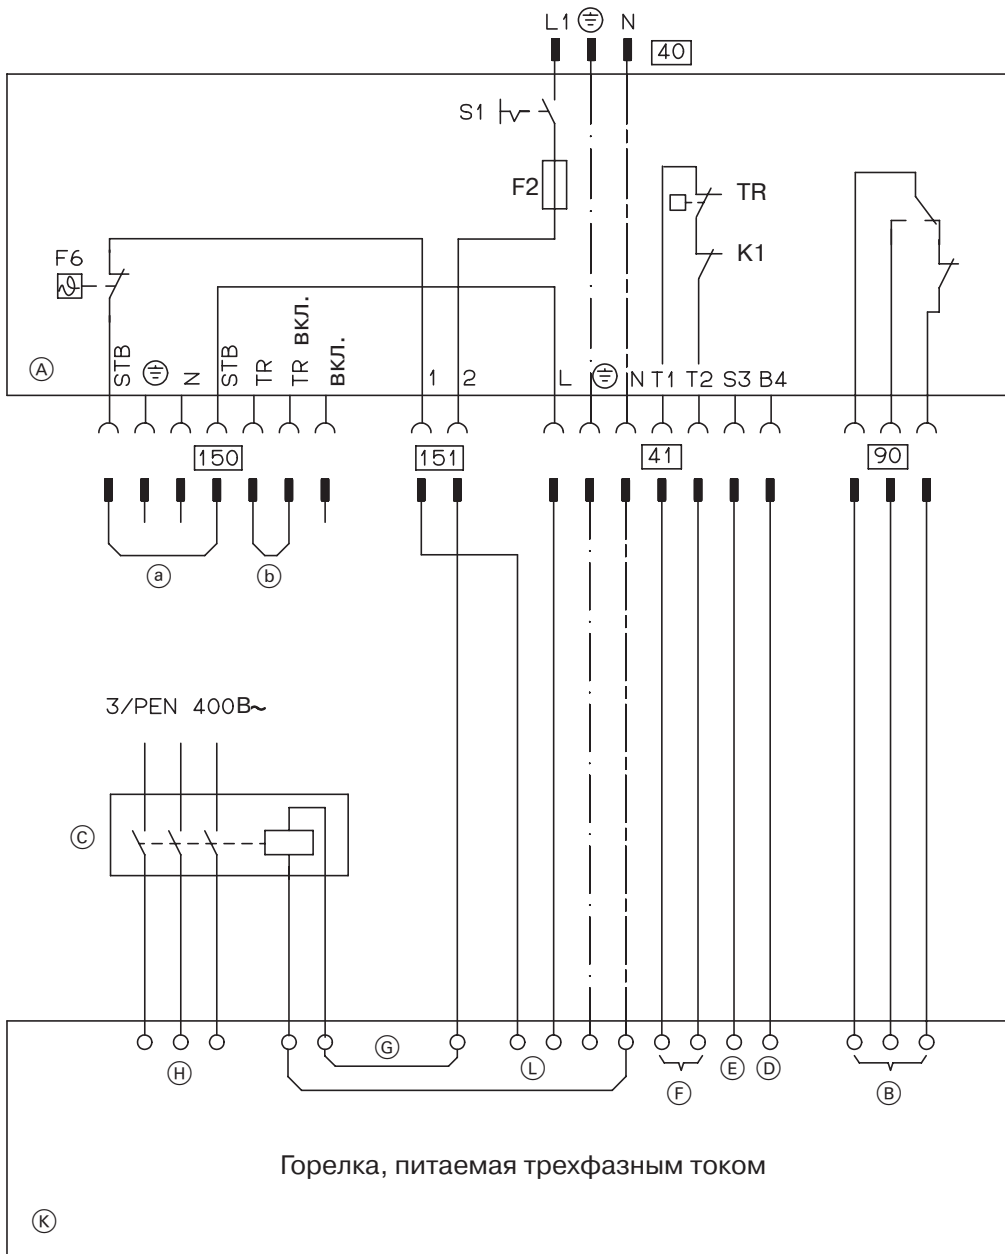 L1 N 40
S1
F2
TR
K1
F6
A
STB
N
STB
TR
TR ВКЛ.
ВКЛ.
1
2
L
N
T1
T2
S3
B4
150
151
41
90
a
b
3/PEN 400В~
C
H
G
L
F
E
D
B
Горелка, питаемая трехфазным током
K